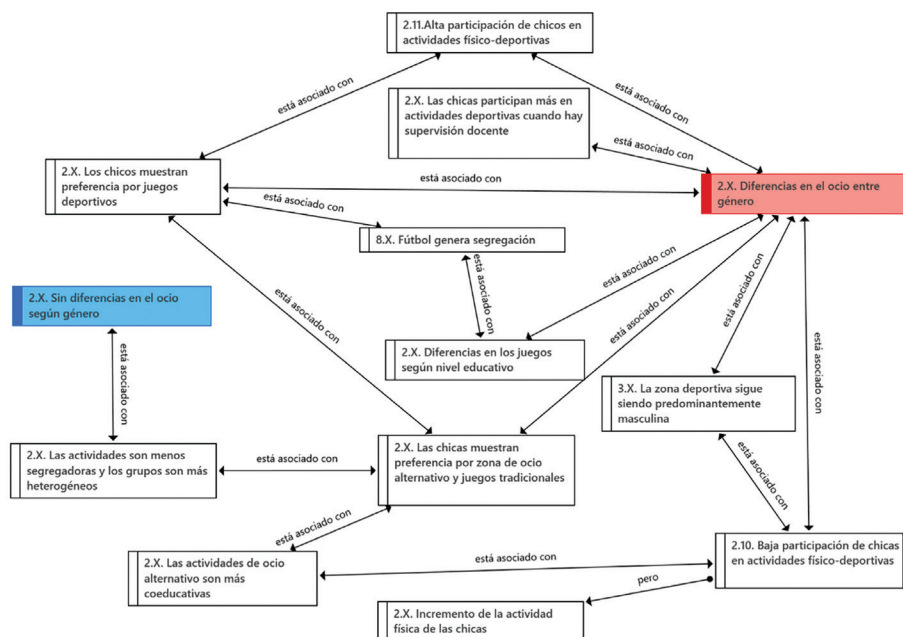 2.11.Alta participación de chicos en
actividades físico-deportivas
está asociado con
está asociado con
2.X. Las chicas participan más en
actividades deportivas cuando hay
supervisión docente
está asociado con
2.X. Los chicos muestran
preferencia por juegos
deportivos
está asociado con
2.X. Diferencias en el ocio entre
género
está asociado con
8.X. Fútbol genera segregación
está asociado con
está asociado con
está asociado con
está asociado con
2.X. Sin diferencias en el ocio
según género
está asociado con
está asociado con
está asociado con
2.X. Diferencias en los juegos
según nivel educativo
3.X. La zona deportiva sigue
siendo predominantemente
masculina
está asociado con
2.X. Las actividades son menos
segregadoras y los grupos son más
heterogéneos
está asociado con
2.X. Las chicas muestran
preferencia por zona de ocio
alternativo y juegos tradicionales
está asociado con
está asociado con
2.X. Las actividades de ocio
alternativo son más
coeducativas
está asociado con
2.10. Baja participación de chicas
en actividades físico-deportivas
pero
2.X. Incremento de la actividad
física de las chicas